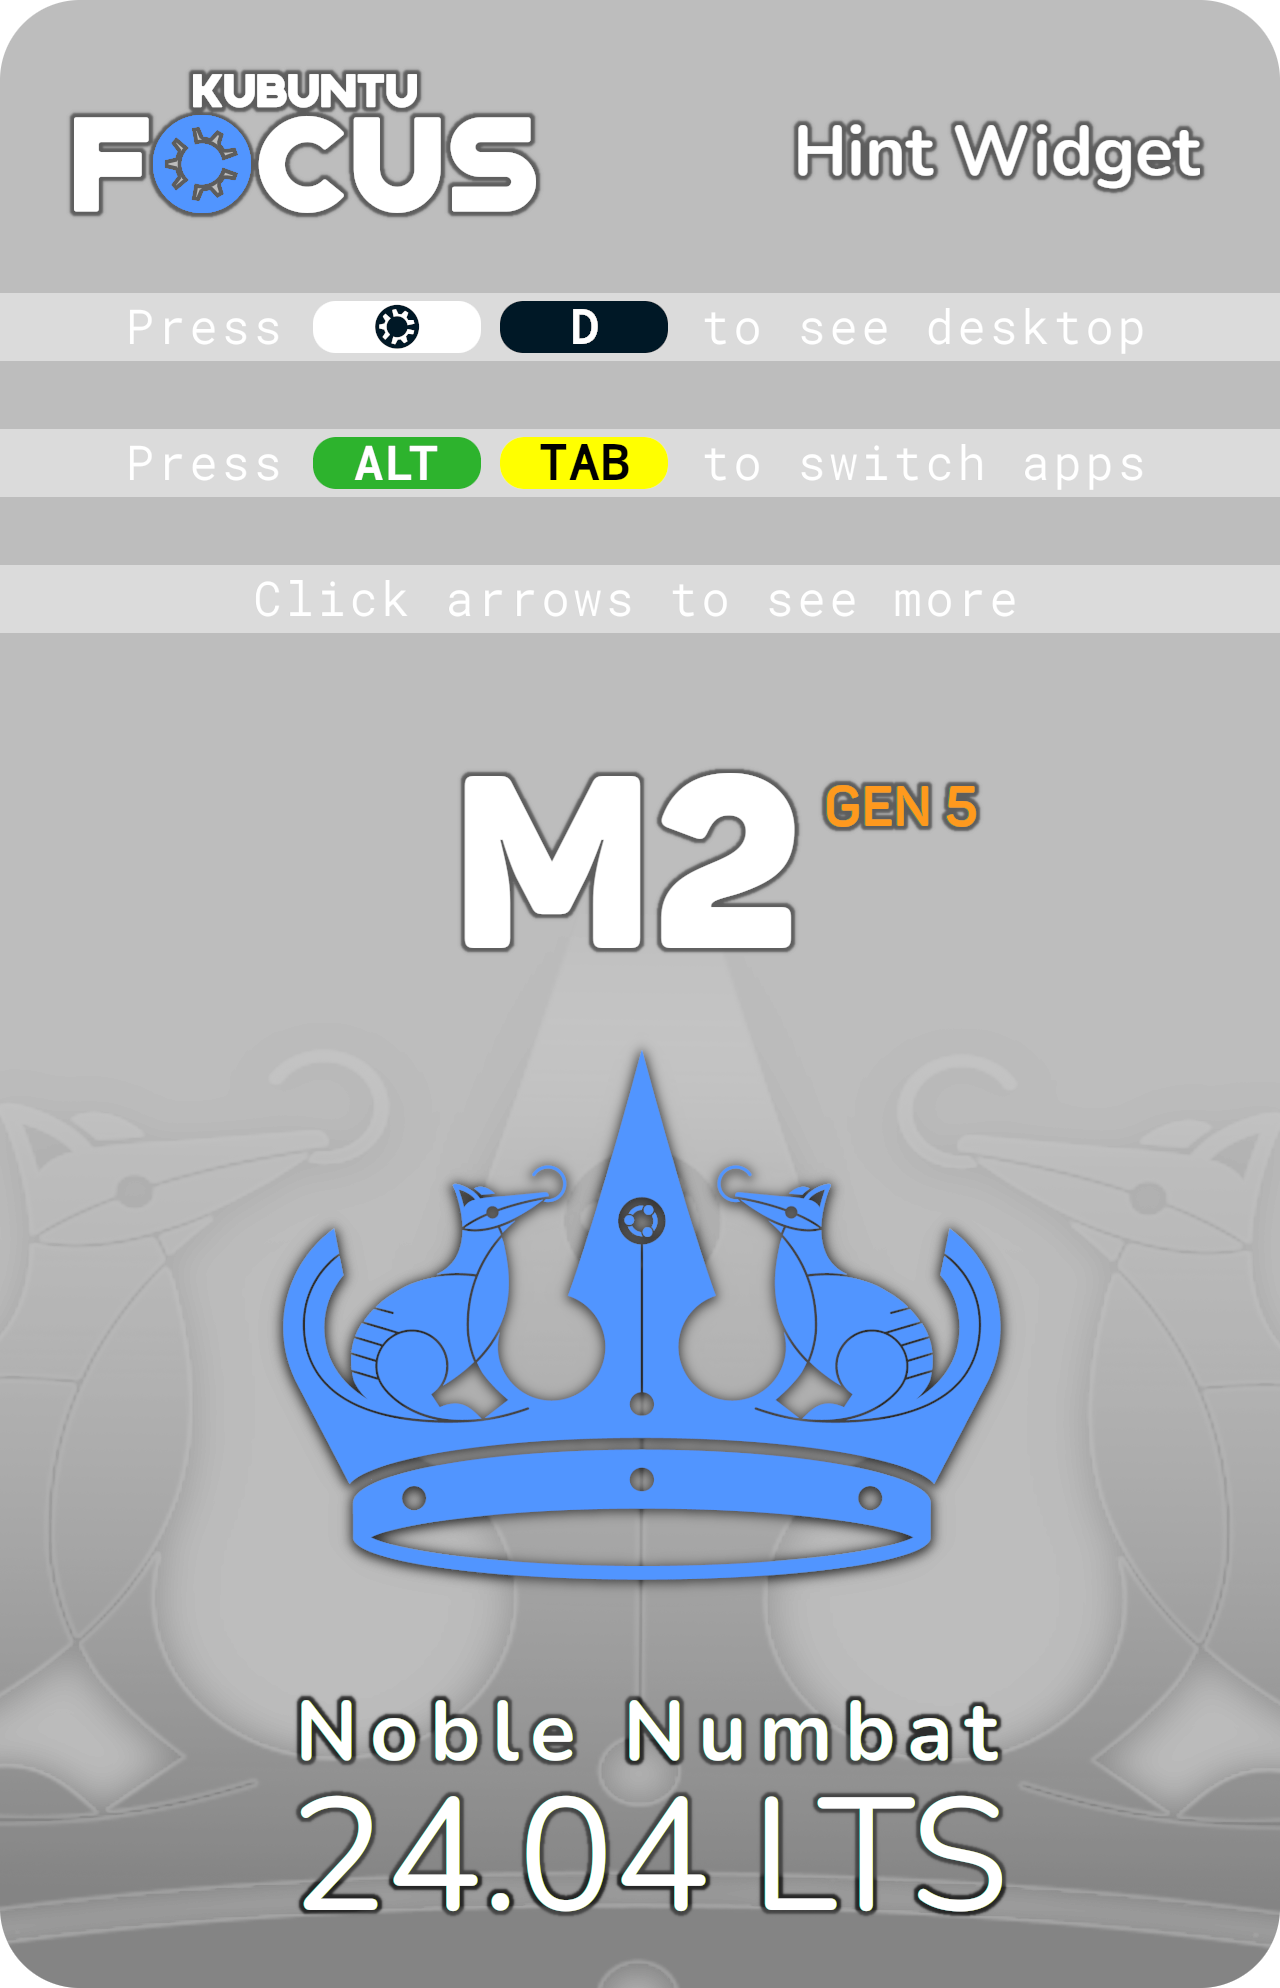 KUBUNTU
FOCUS
Hint Widget
Press D to see desktop
Press ALT TAB to switch apps
Click arrows to see more
M2 GEN 5
Noble Numbat
24.04 LTS